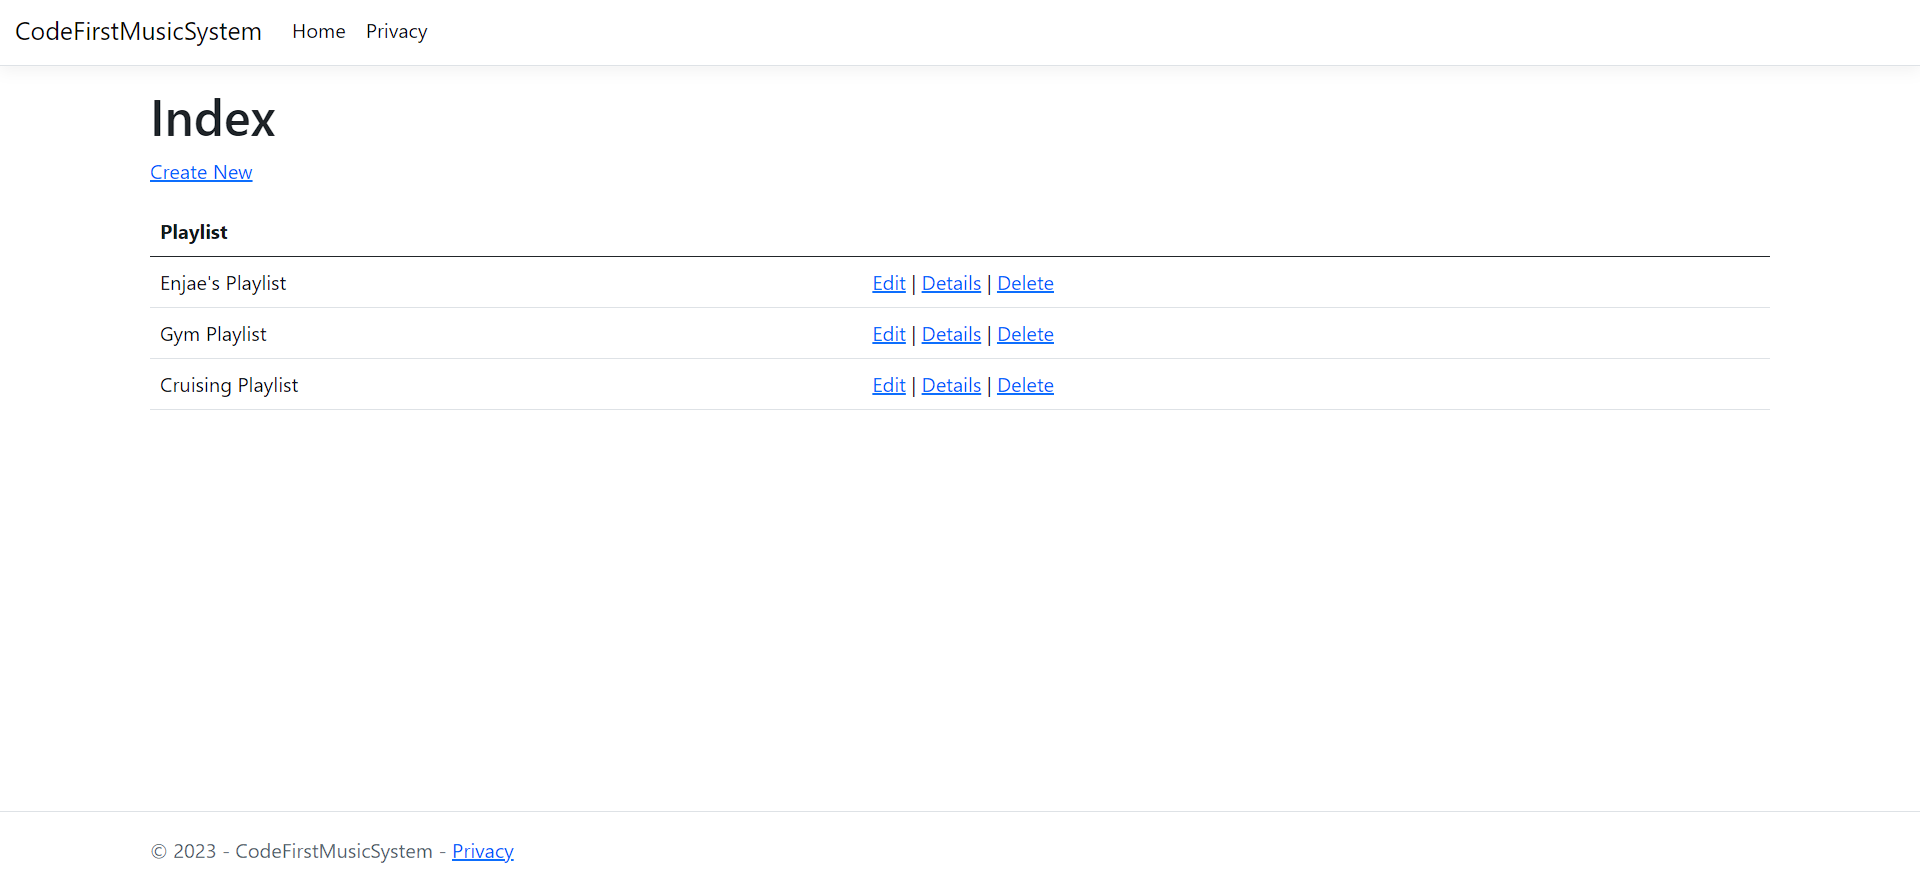 CodeFirstMusicSystem Home Privacy
Index
Create New
Playlist
Enjae's Playlist Edit | Details | Delete
Gym Playlist Edit | Details | Delete
Cruising Playlist Edit | Details | Delete
© 2023 - CodeFirstMusicSystem - Privacy